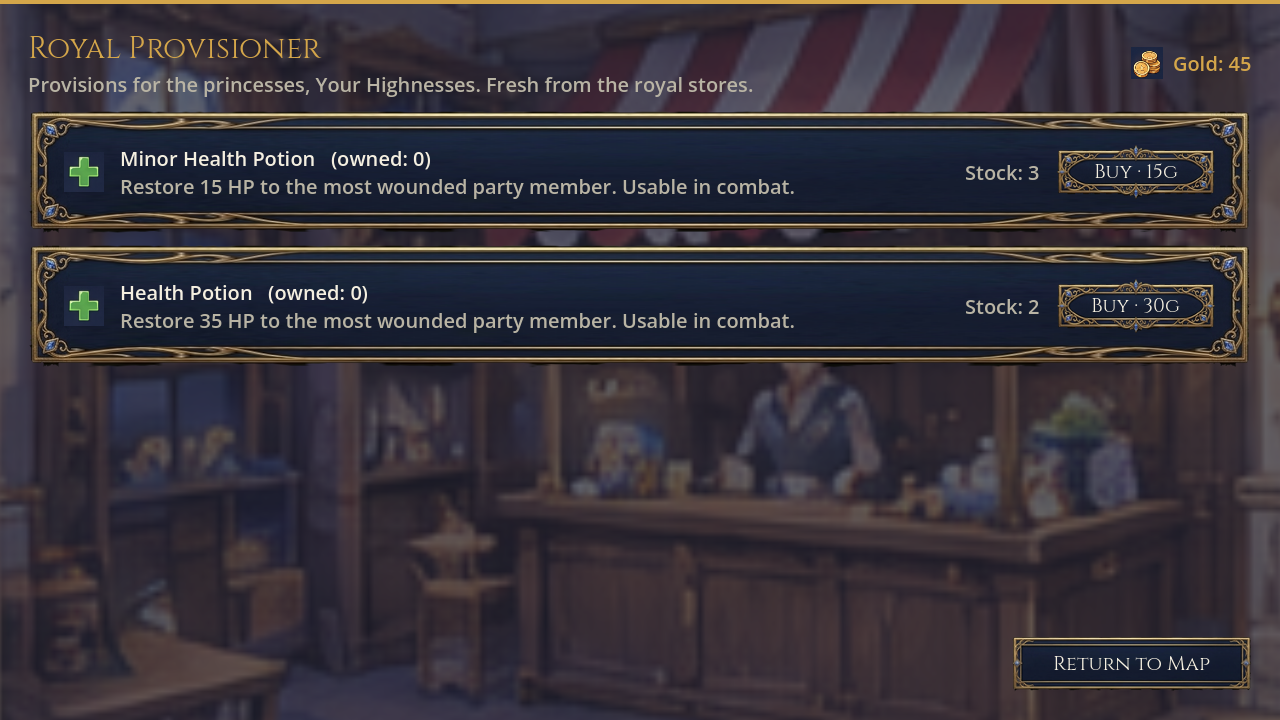 Royal Provisioner
Provisions for the princesses, Your Highnesses. Fresh from the royal stores.
Gold: 45
Minor Health Potion (owned: 0)
Restore 15 HP to the most wounded party member. Usable in combat.
Stock: 3
Buy · 15g
Health Potion (owned: 0)
Restore 35 HP to the most wounded party member. Usable in combat.
Stock: 2
Buy · 30g
Return to Map